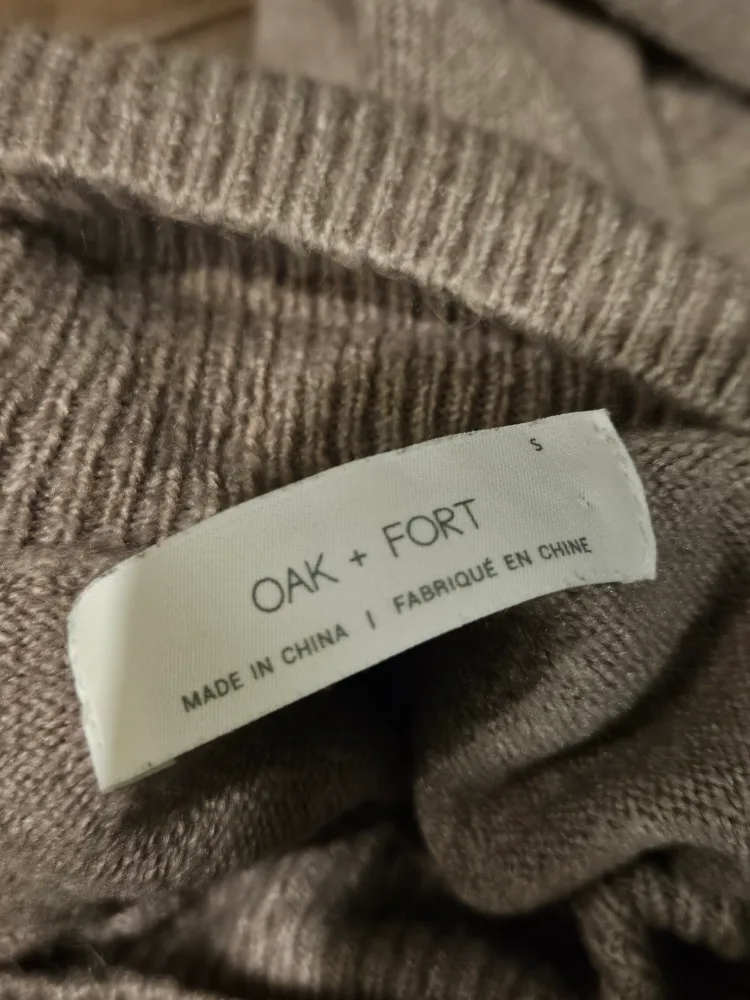 S
OAK + FORT
MADE IN CHINA | FABRIQUÉ EN CHINE